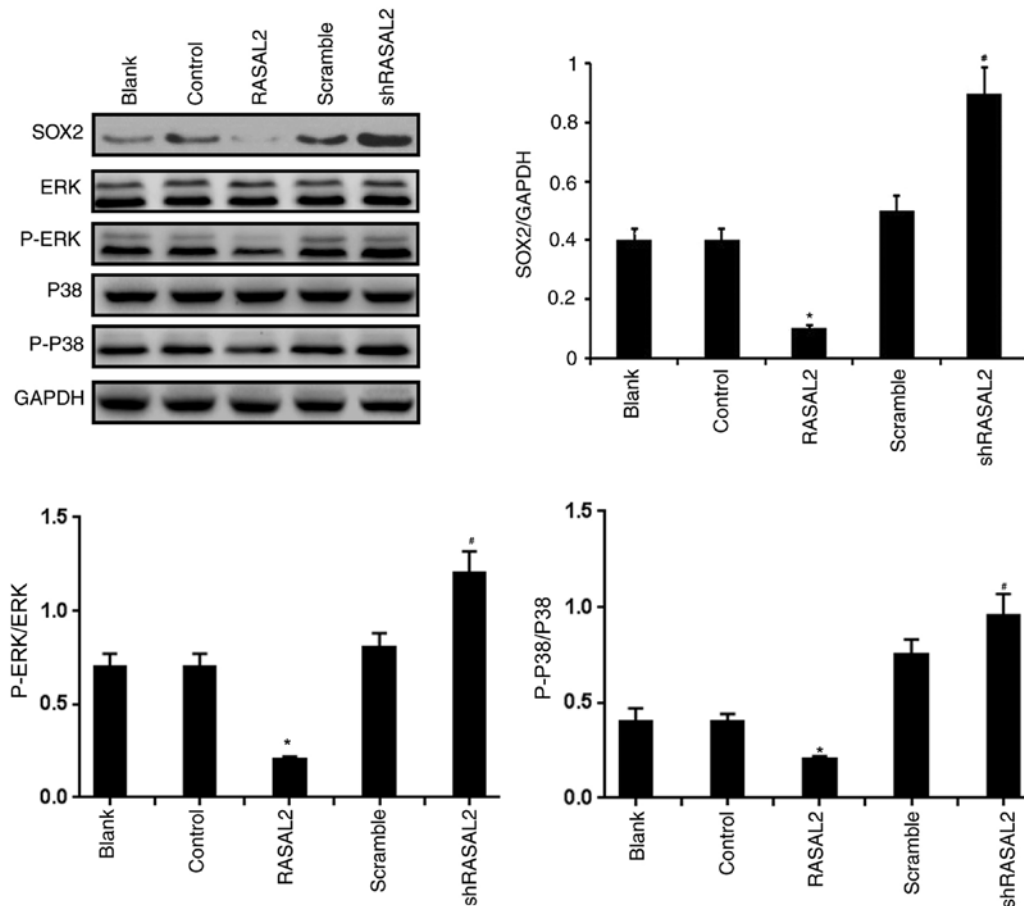 Blank
Control
RASAL2
Scramble
shRASAL2
SOX2
ERK
P-ERK
P38
P-P38
GAPDH
SOX2/GAPDH
1
0.8
0.6
0.4
0.2
0
*
#
Blank
Control
RASAL2
Scramble
shRASAL2
P-ERK/ERK
1.5
1.0
0.5
0.0
*
#
Blank
Control
RASAL2
Scramble
shRASAL2
P-P38/P38
1.5
1.0
0.5
0.0
*
#
Blank
Control
RASAL2
Scramble
shRASAL2